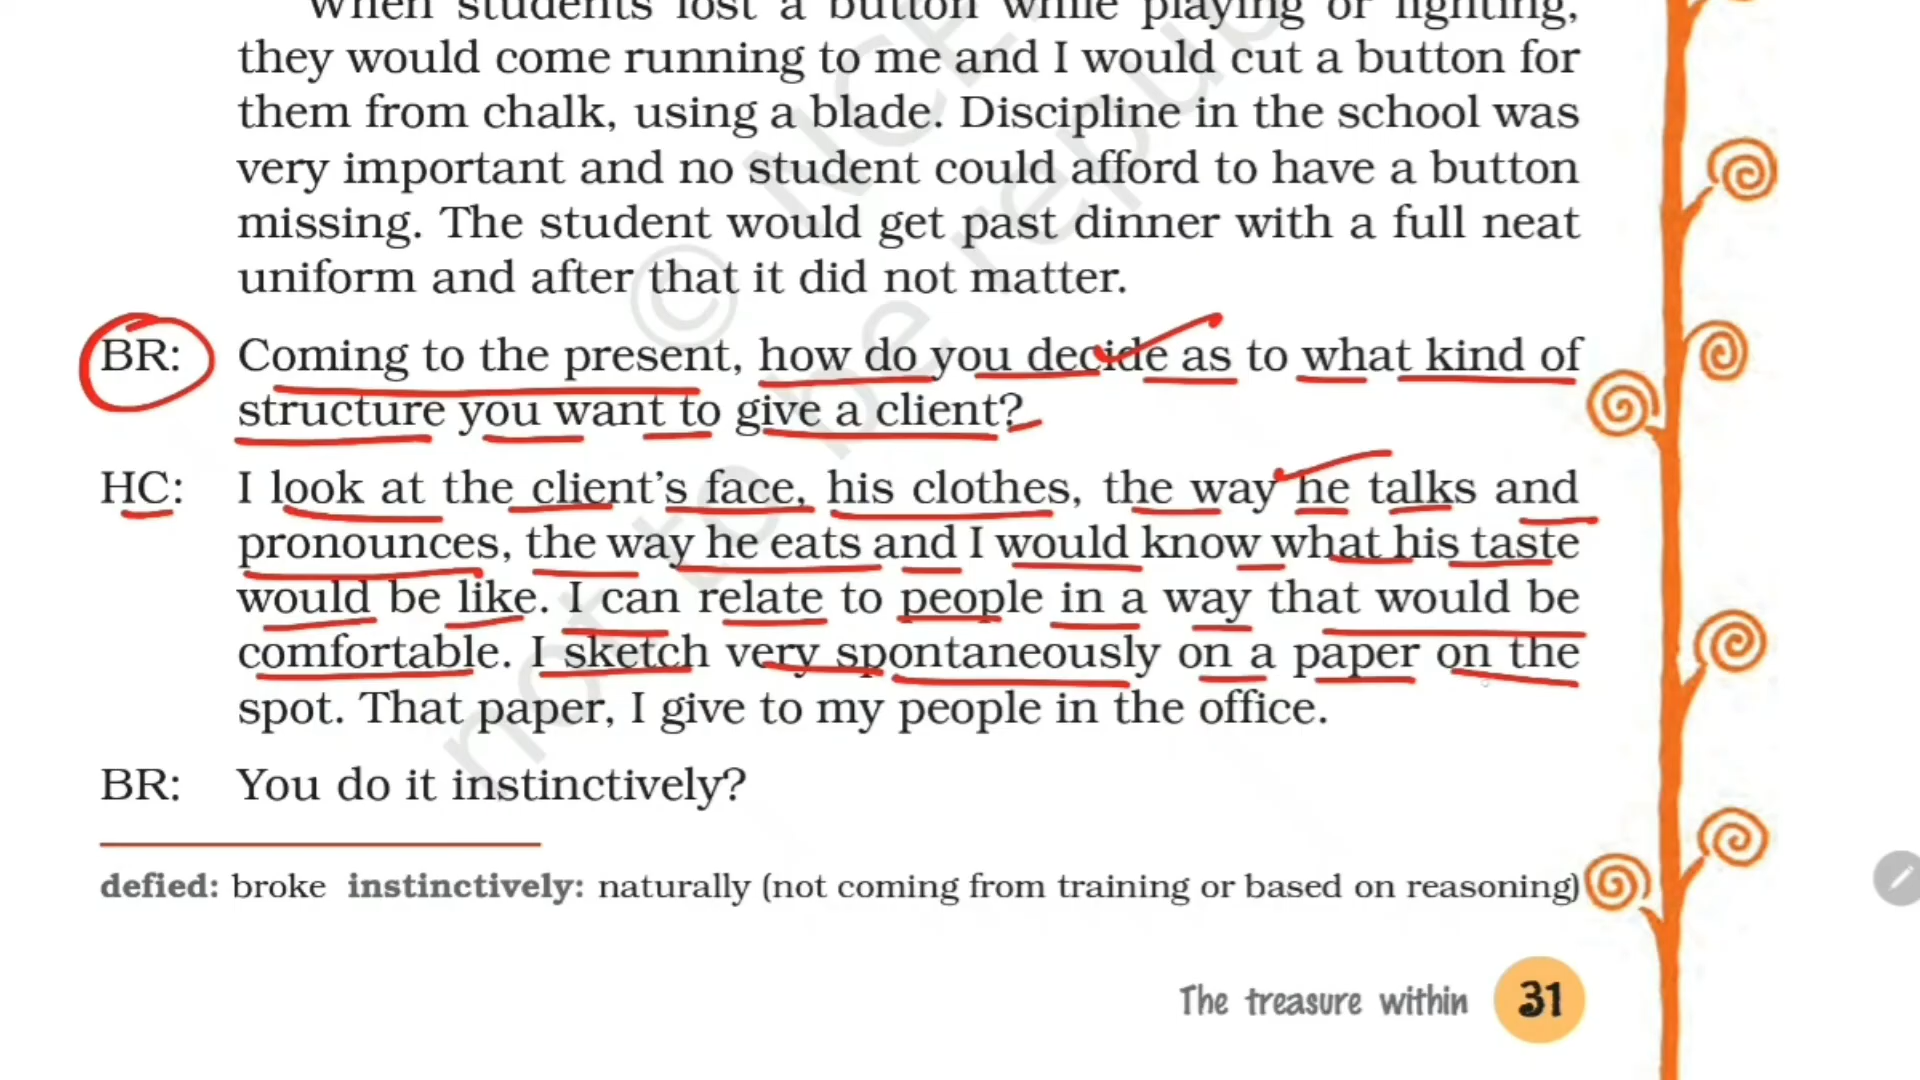 When students lost a button while playing or fighting,
they would come running to me and I would cut a button for
them from chalk, using a blade. Discipline in the school was
very important and no student could afford to have a button
missing. The student would get past dinner with a full neat
uniform and after that it did not matter.
BR: Coming to the present, how do you decide as to what kind of
structure you want to give a client?
HC: I look at the client's face, his clothes, the way he talks and
pronounces, the way he eats and I would know what his taste
would be like. I can relate to people in a way that would be
comfortable. I sketch very spontaneously on a paper on the
spot. That paper, I give to my people in the office.
BR: You do it instinctively?
defied: broke instinctively: naturally (not coming from training or based on reasoning)
The treasure within 31
© NCE
not to be repub